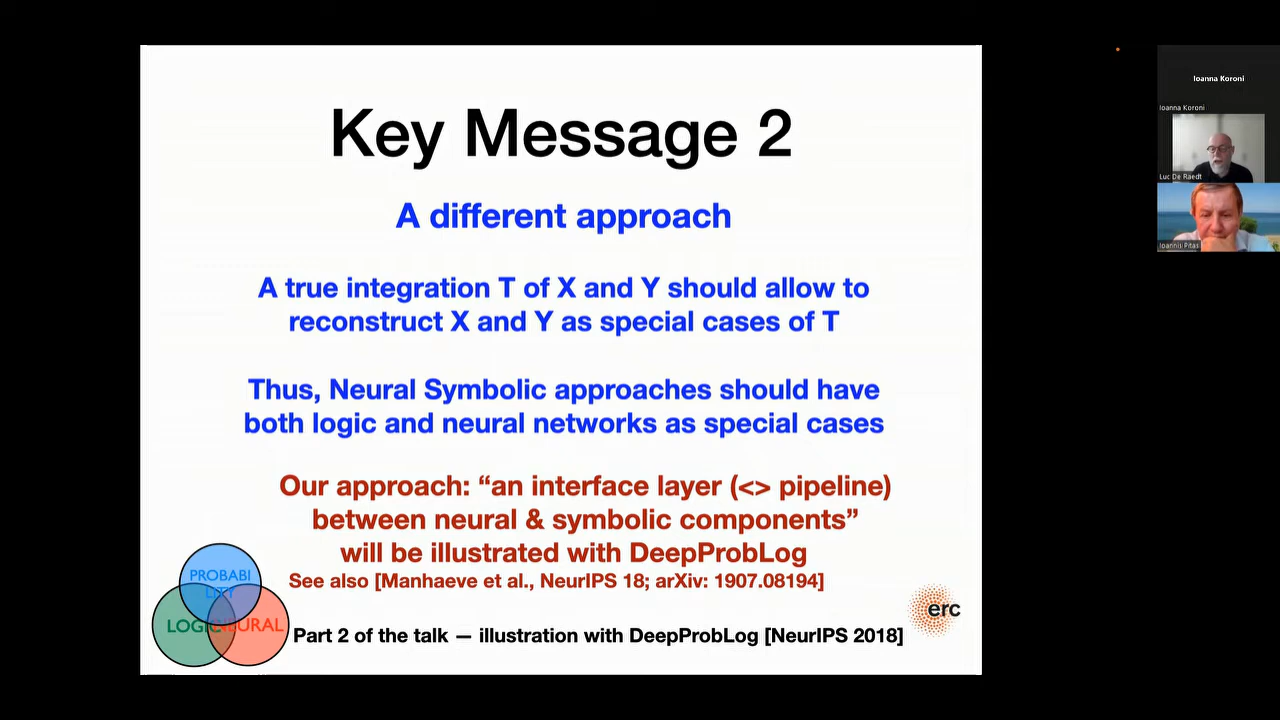 Key Message 2
A different approach
A true integration T of X and Y should allow to
reconstruct X and Y as special cases of T
Thus, Neural Symbolic approaches should have
both logic and neural networks as special cases
Our approach: “an interface layer (<> pipeline)
between neural & symbolic components”
will be illustrated with DeepProbLog
See also [Manhaeve et al., NeurIPS 18; arXiv: 1907.08194]
PROBABI
LITY
LOGIC
NEURAL
erc
Part 2 of the talk — illustration with DeepProbLog [NeurIPS 2018]
Ioanna Koroni
Ioanna Koroni
Luc De Raedt
Ioannis Pitas